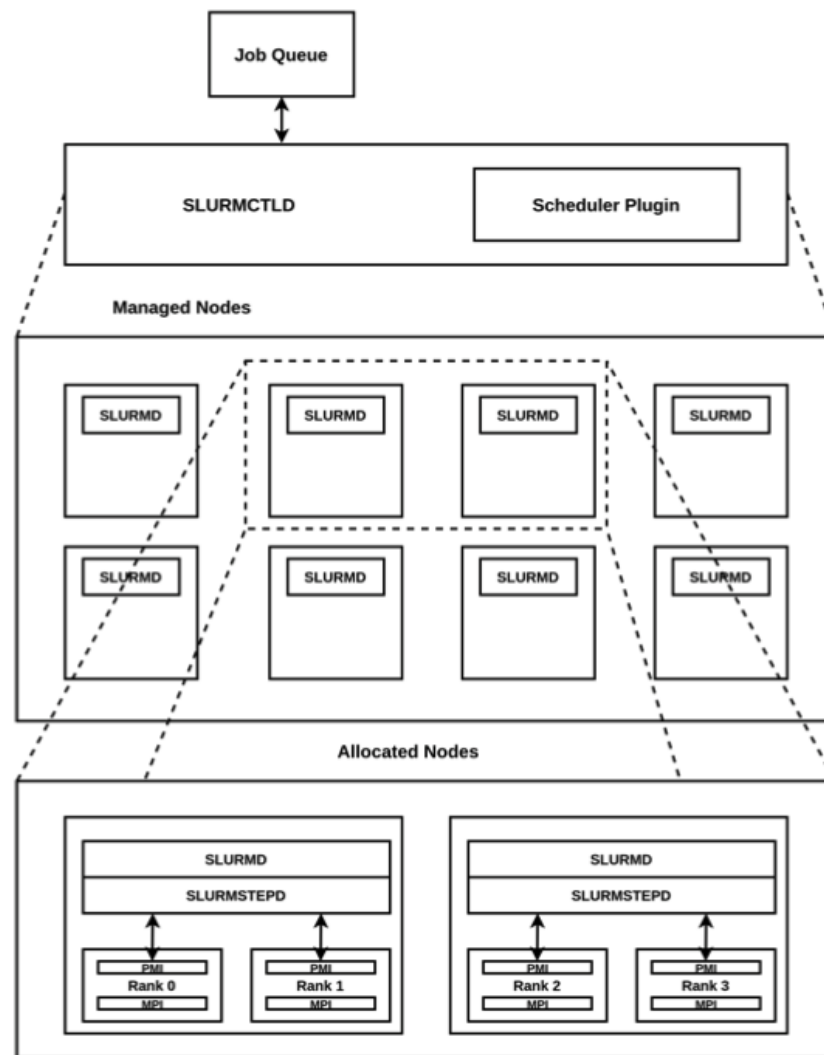 Job Queue
SLURMCTLD
Scheduler Plugin
Managed Nodes
SLURMD
SLURMD
SLURMD
SLURMD
SLURMD
SLURMD
SLURMD
SLURMD
Allocated Nodes
SLURMD
SLURMSTEPD
PMI
Rank 0
MPI
PMI
Rank 1
MPI
SLURMD
SLURMSTEPD
PMI
Rank 2
MPI
PMI
Rank 3
MPI